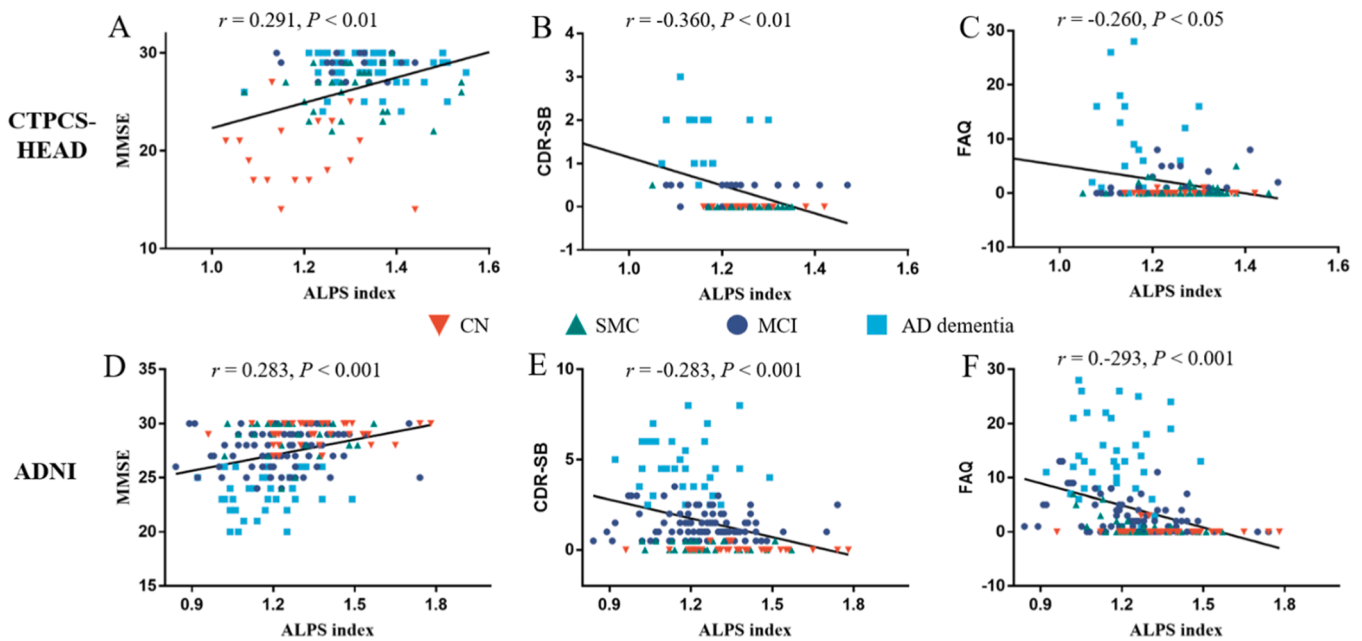 A r = 0.291, P < 0.01
B r = -0.360, P < 0.01
C r = -0.260, P < 0.05
CTPCS-
HEAD
MMSE
30
20
10
1.0 1.2 1.4 1.6
ALPS index
CDR-SB
5
4
3
2
1
0
-1
1.0 1.2 1.4 1.6
ALPS index
FAQ
30
20
10
0
-10
1.0 1.2 1.4 1.6
ALPS index
CN SMC MCI AD dementia
D r = 0.283, P < 0.001
E r = -0.283, P < 0.001
F r = 0.-293, P < 0.001
ADNI
MMSE
35
30
25
20
15
0.9 1.2 1.5 1.8
ALPS index
CDR-SB
10
5
0
0.9 1.2 1.5 1.8
ALPS index
FAQ
30
20
10
0
-10
0.9 1.2 1.5 1.8
ALPS index